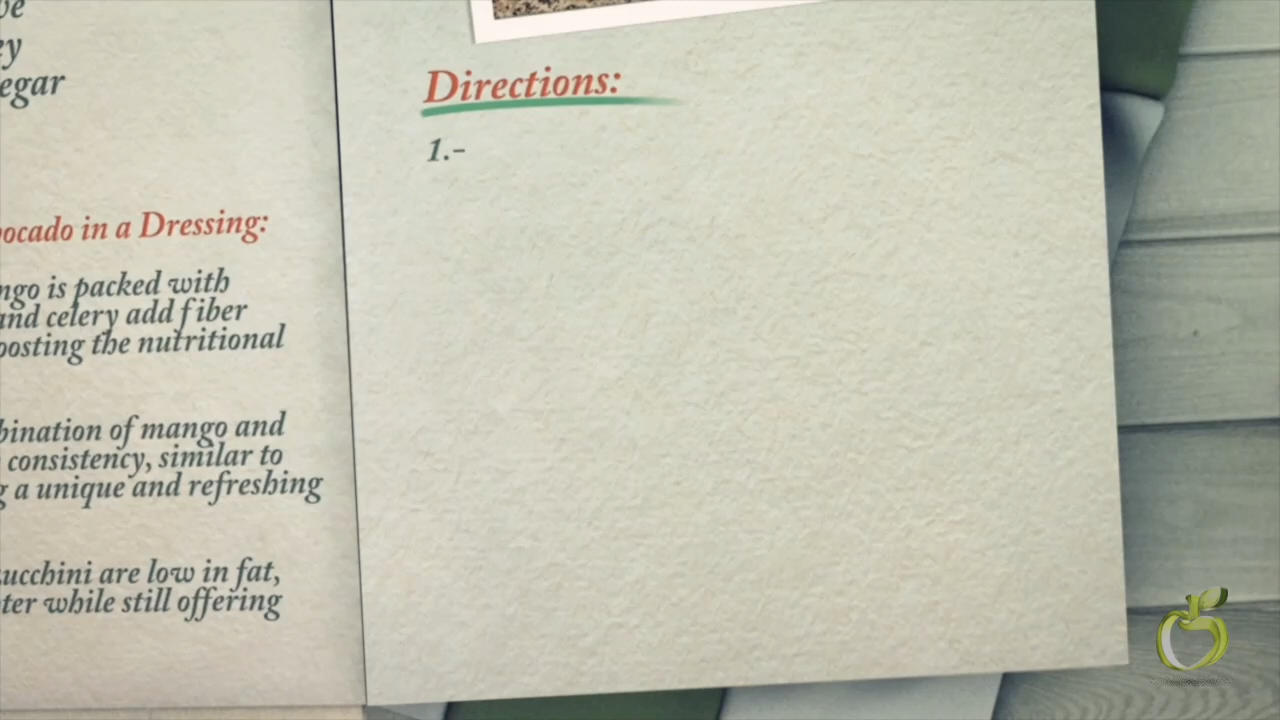 ey
egar
ocado in a Dressing:
ngo is packed with
and celery add fiber
oosting the nutritional
bination of mango and
consistency, similar to
g a unique and refreshing
ucchini are low in fat,
ter while still offering
Directions:
1.-